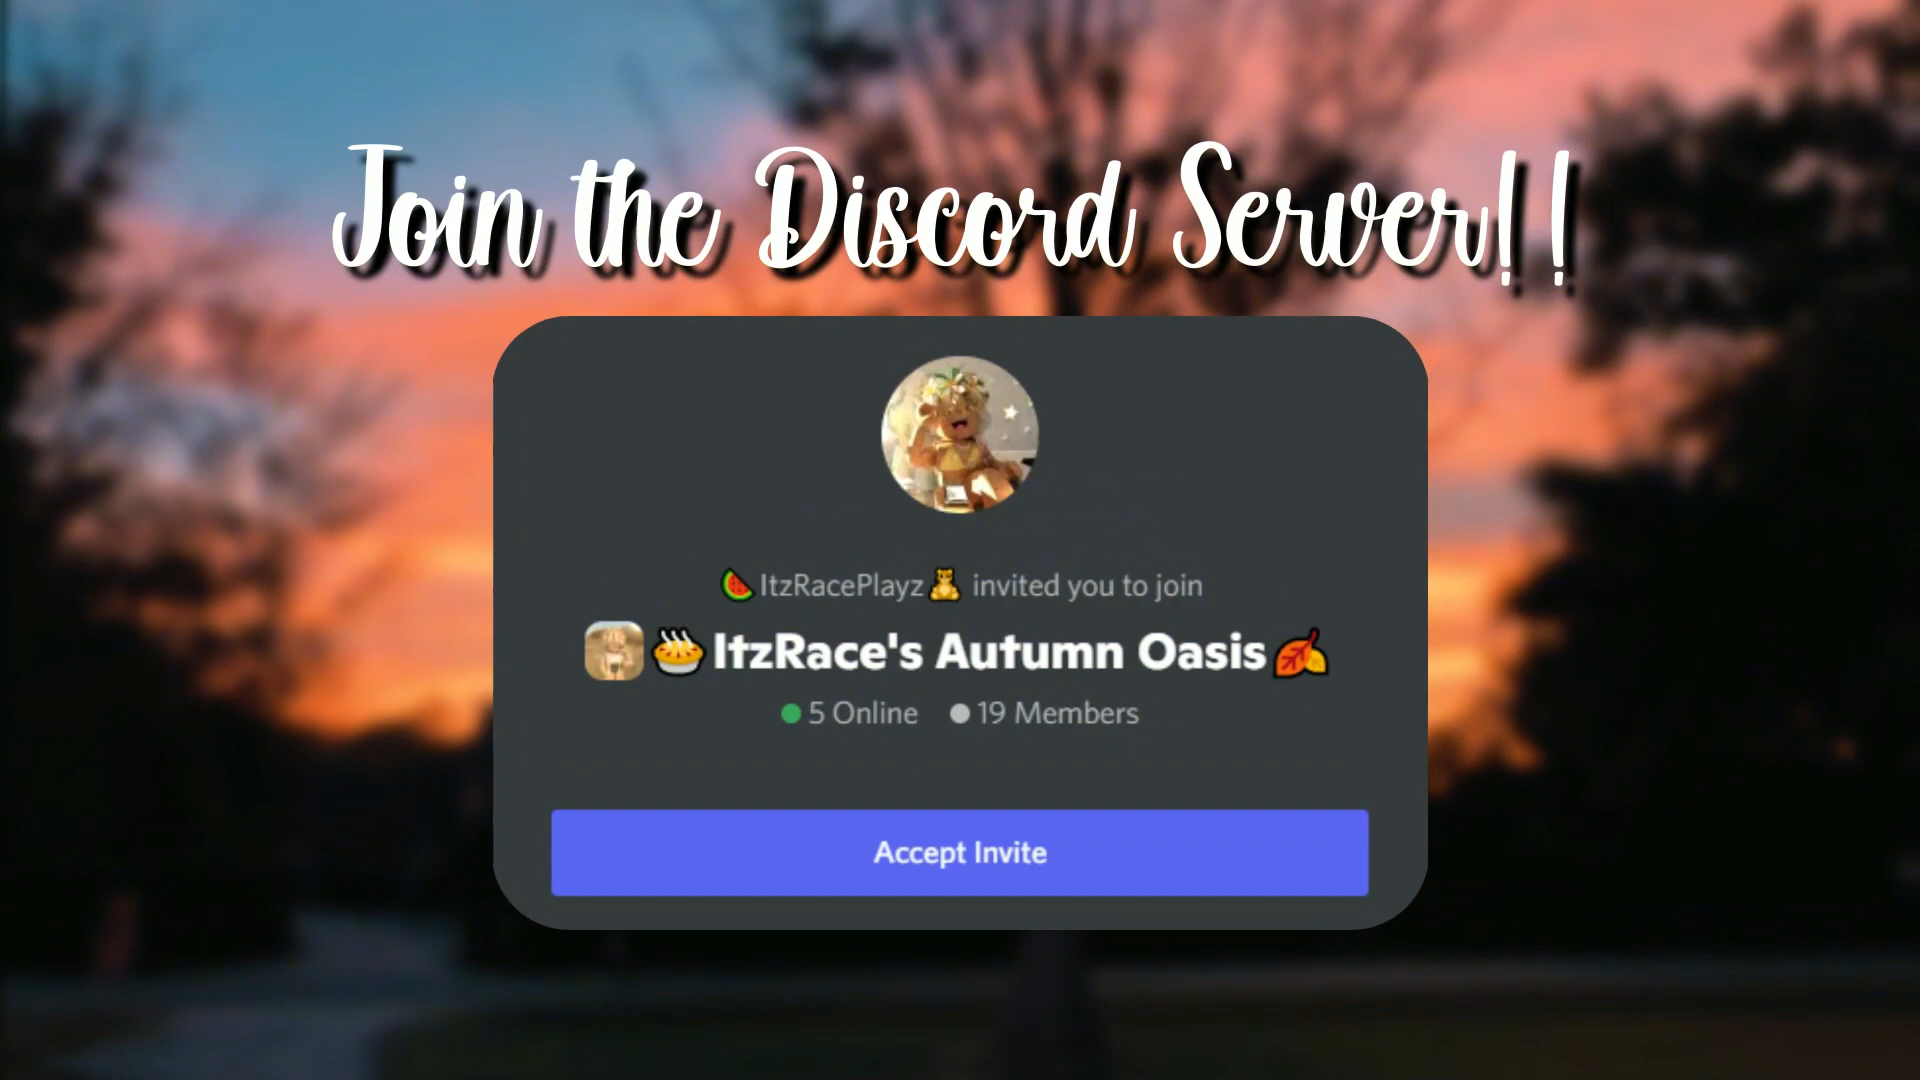 Join the Discord Server!!
🍉ItzRacePlayz🧸 invited you to join
🥧ItzRace's Autumn Oasis🍂
5 Online 19 Members
Accept Invite